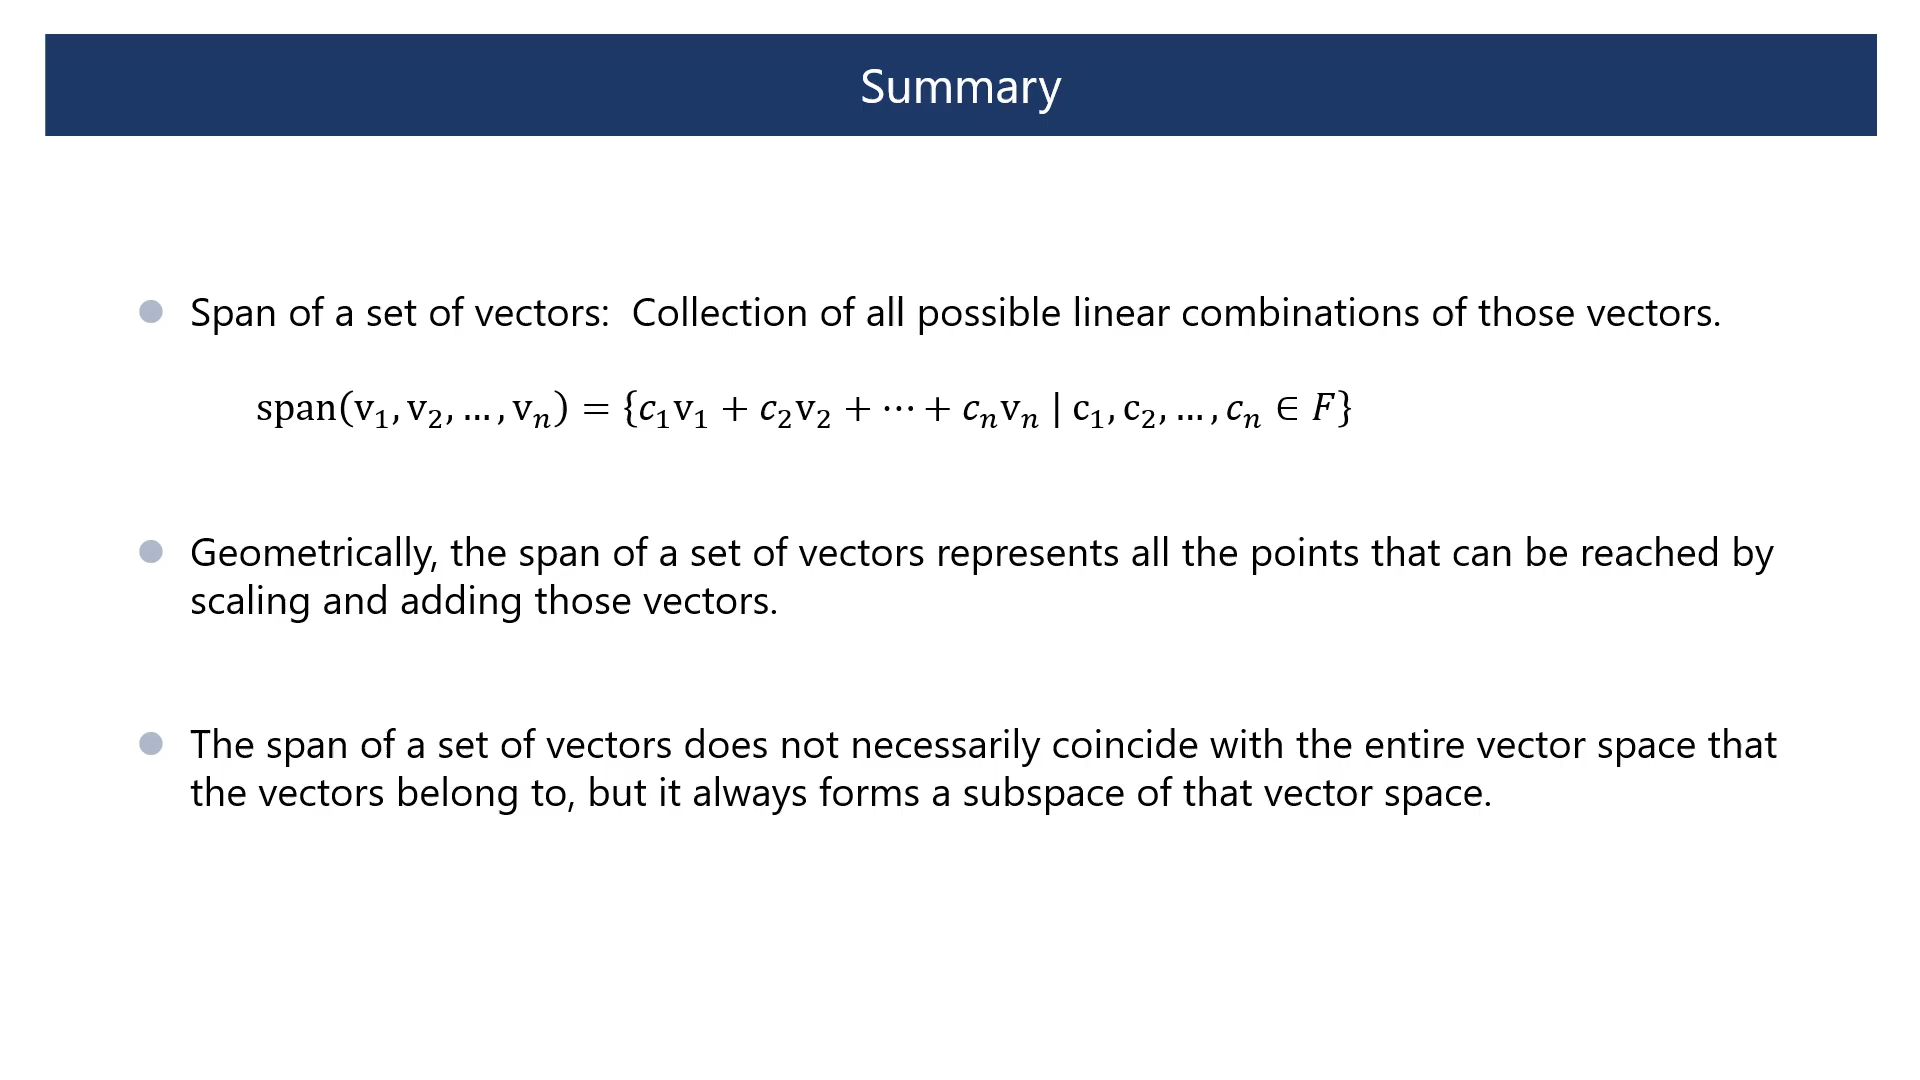 Summary
Span of a set of vectors: Collection of all possible linear combinations of those vectors.
span(v₁, v₂, … , vₙ) = {c₁v₁ + c₂v₂ + ⋯ + cₙvₙ | c₁, c₂, … , cₙ ∈ F}
Geometrically, the span of a set of vectors represents all the points that can be reached by
scaling and adding those vectors.
The span of a set of vectors does not necessarily coincide with the entire vector space that
the vectors belong to, but it always forms a subspace of that vector space.